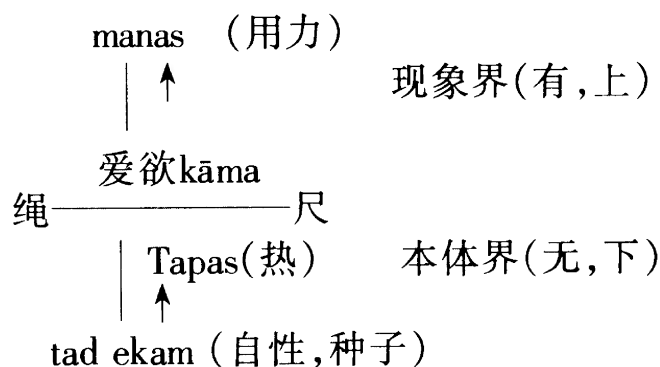 manas (用力)
现象界(有,上)
爱欲kāma
绳 尺
Tapas(热) 本体界(无,下)
tad ekam (自性,种子)